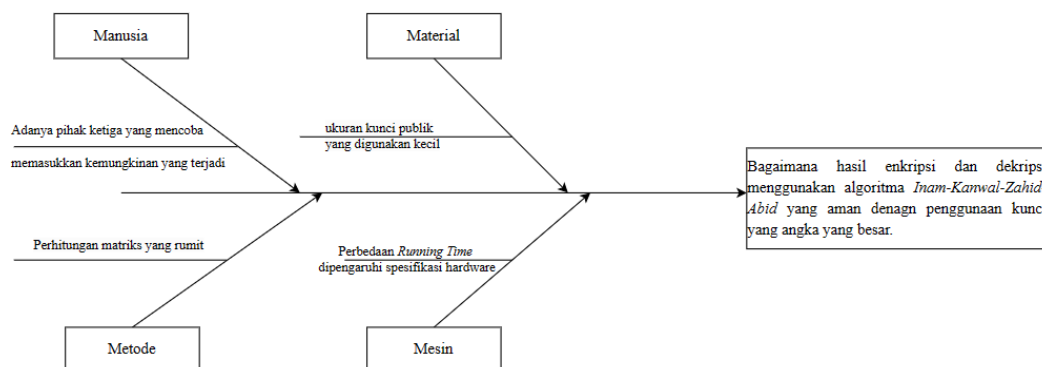 Manusia
Material
Adanya pihak ketiga yang mencoba
memasukkan kemungkinan yang terjadi
ukuran kunci publik
yang digunakan kecil
Bagaimana hasil enkripsi dan dekrips
menggunakan algoritma Inam-Kanwal-Zahid
Abid yang aman denagn penggunaan kunc
yang angka yang besar.
Perhitungan matriks yang rumit
Perbedaan Running Time
dipengaruhi spesifikasi hardware
Metode
Mesin